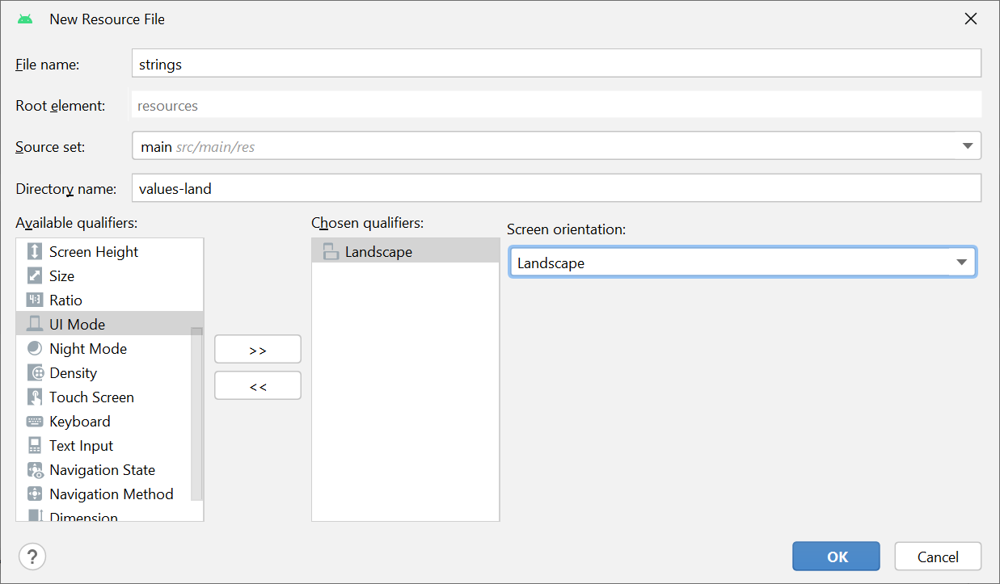 New Resource File
File name: strings
Root element: resources
Source set: main src/main/res
Directory name: values-land
Available qualifiers:
Screen Height
Size
Ratio
UI Mode
Night Mode
Density
Touch Screen
Keyboard
Text Input
Navigation State
Navigation Method
Dimension
>>
<<
Chosen qualifiers:
Landscape
Screen orientation:
Landscape
?
OK
Cancel